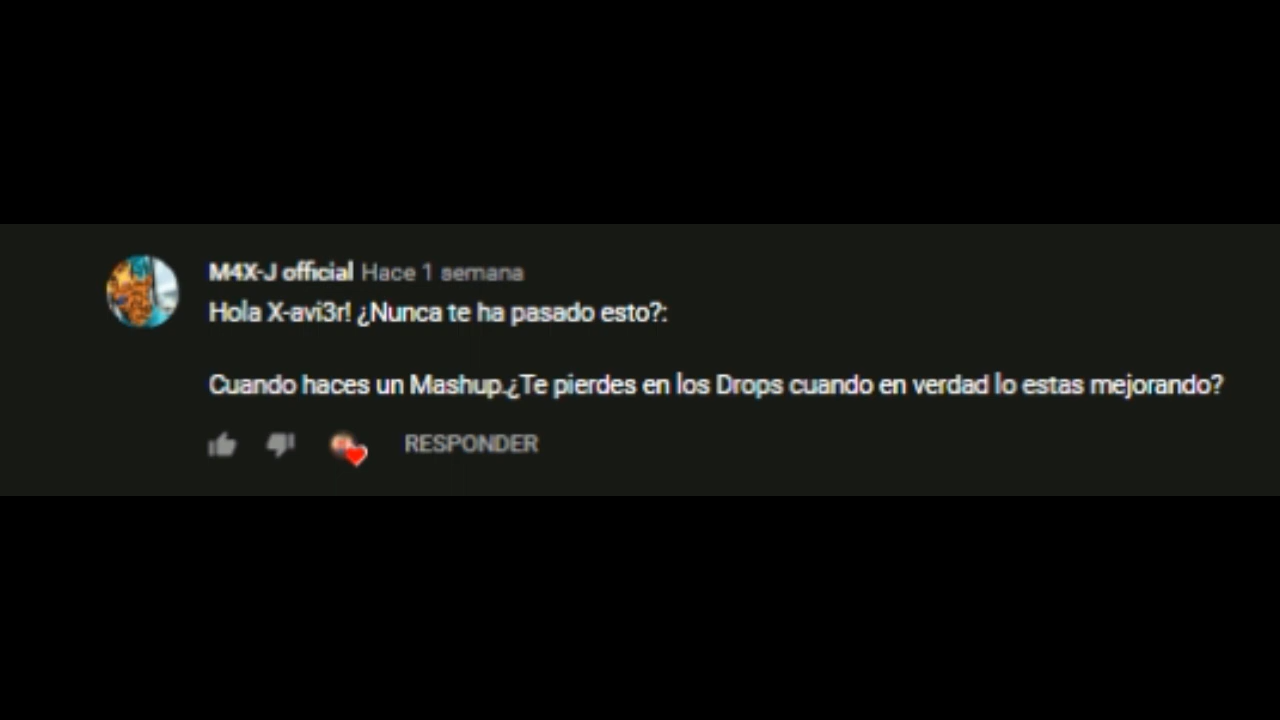 M4X-J official Hace 1 semana
Hola X-avi3r! ¿Nunca te ha pasado esto?:
Cuando haces un Mashup.¿Te pierdes en los Drops cuando en verdad lo estas mejorando?
RESPONDER